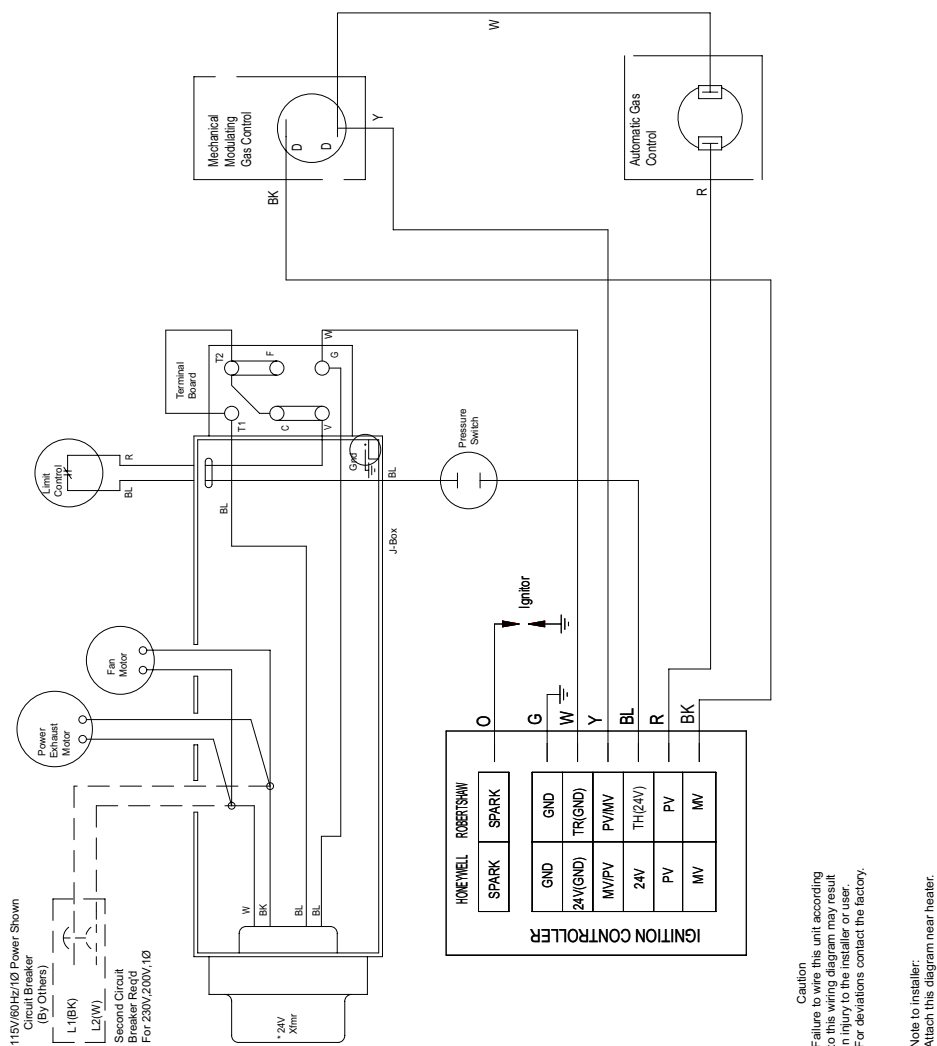 115V/60Hz/1Ø Power Shown
Circuit Breaker
(By Others)
L1(BK)
L2(W)
Second Circuit
Breaker Req'd
For 230V,200V,1Ø
Power
Exhaust
Motor
Fan
Motor
Limit
Control
BL
R
Terminal
Board
T2
F
G
W
T1
C
V
BL
Gnd
BL
J-Box
W
BK
BL
BL
* 24V
Xfmr
Pressure
Switch
Mechanical
Modulating
Gas Control
D
D
BK
Y
W
Automatic Gas
Control
R
Ignitor
O
G
W
Y
BL
R
BK
HONEYWELL ROBERTSHAW
SPARK SPARK
GND GND
24V(GND) TR(GND)
MV/PV PV/MV
24V TH(24V)
PV PV
MV MV
IGNITION CONTROLLER
Caution
Failure to wire this unit according
to this wiring diagram may result
n injury to the installer or user.
For deviations contact the factory.
Note to installer:
Attach this diagram near heater.